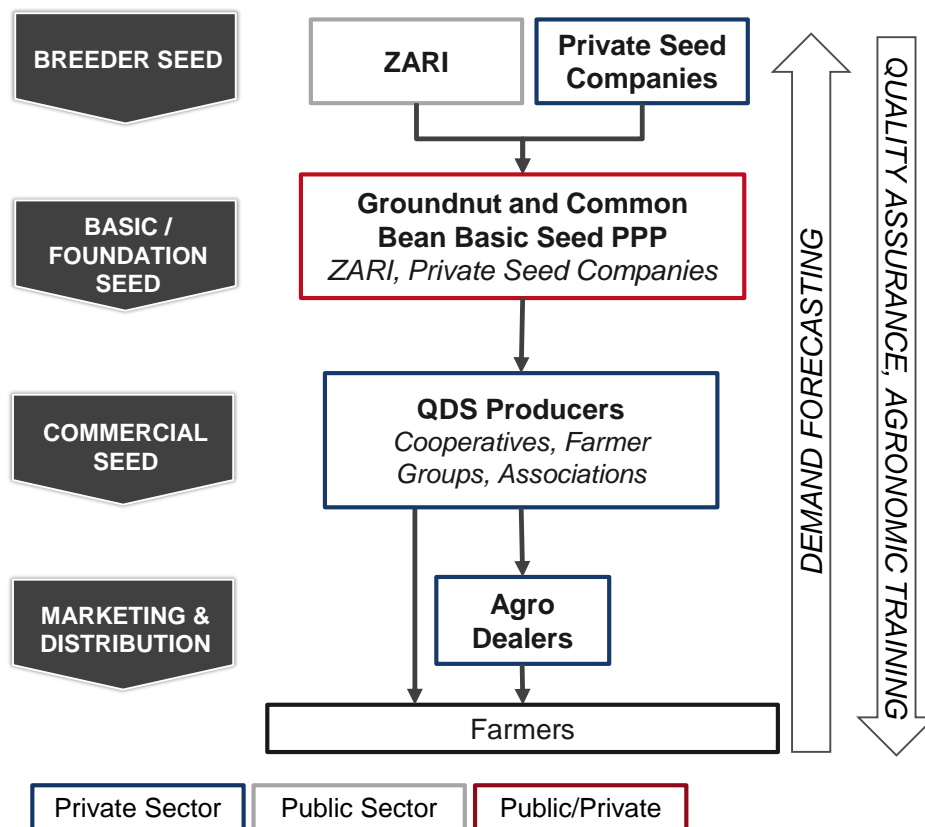 BREEDER SEED
ZARI
Private Seed
Companies
BASIC /
FOUNDATION
SEED
Groundnut and Common
Bean Basic Seed PPP
ZARI, Private Seed Companies
COMMERCIAL
SEED
QDS Producers
Cooperatives, Farmer
Groups, Associations
MARKETING &
DISTRIBUTION
Agro
Dealers
Farmers
DEMAND FORECASTING
QUALITY ASSURANCE, AGRONOMIC TRAINING
Private Sector
Public Sector
Public/Private